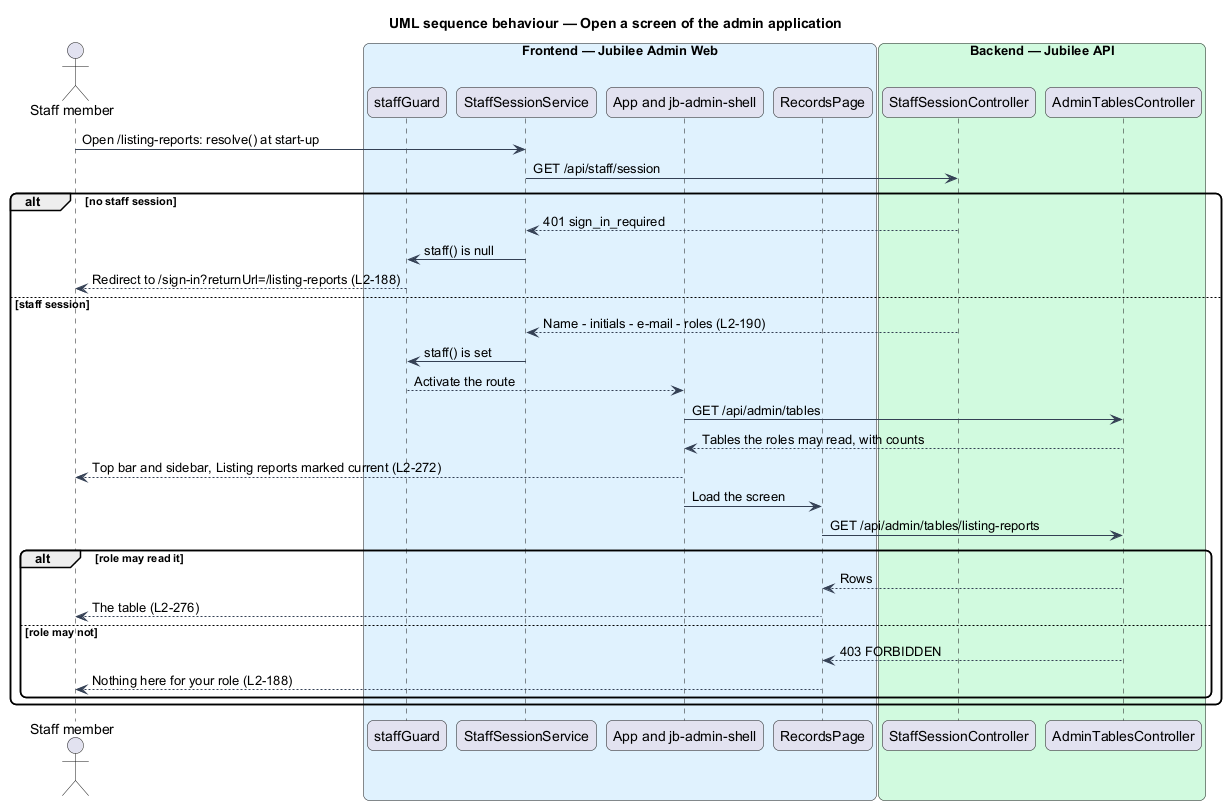 UML sequence behaviour — Open a screen of the admin application
Frontend — Jubilee Admin Web
Backend — Jubilee API
Staff member
staffGuard
StaffSessionService
App and jb-admin-shell
RecordsPage
StaffSessionController
AdminTablesController
Open /listing-reports: resolve() at start-up
GET /api/staff/session
alt
[no staff session]
401 sign_in_required
staff() is null
Redirect to /sign-in?returnUrl=/listing-reports (L2-188)
[staff session]
Name - initials - e-mail - roles (L2-190)
staff() is set
Activate the route
GET /api/admin/tables
Tables the roles may read, with counts
Top bar and sidebar, Listing reports marked current (L2-272)
Load the screen
GET /api/admin/tables/listing-reports
alt
[role may read it]
Rows
The table (L2-276)
[role may not]
403 FORBIDDEN
Nothing here for your role (L2-188)
Staff member
staffGuard
StaffSessionService
App and jb-admin-shell
RecordsPage
StaffSessionController
AdminTablesController